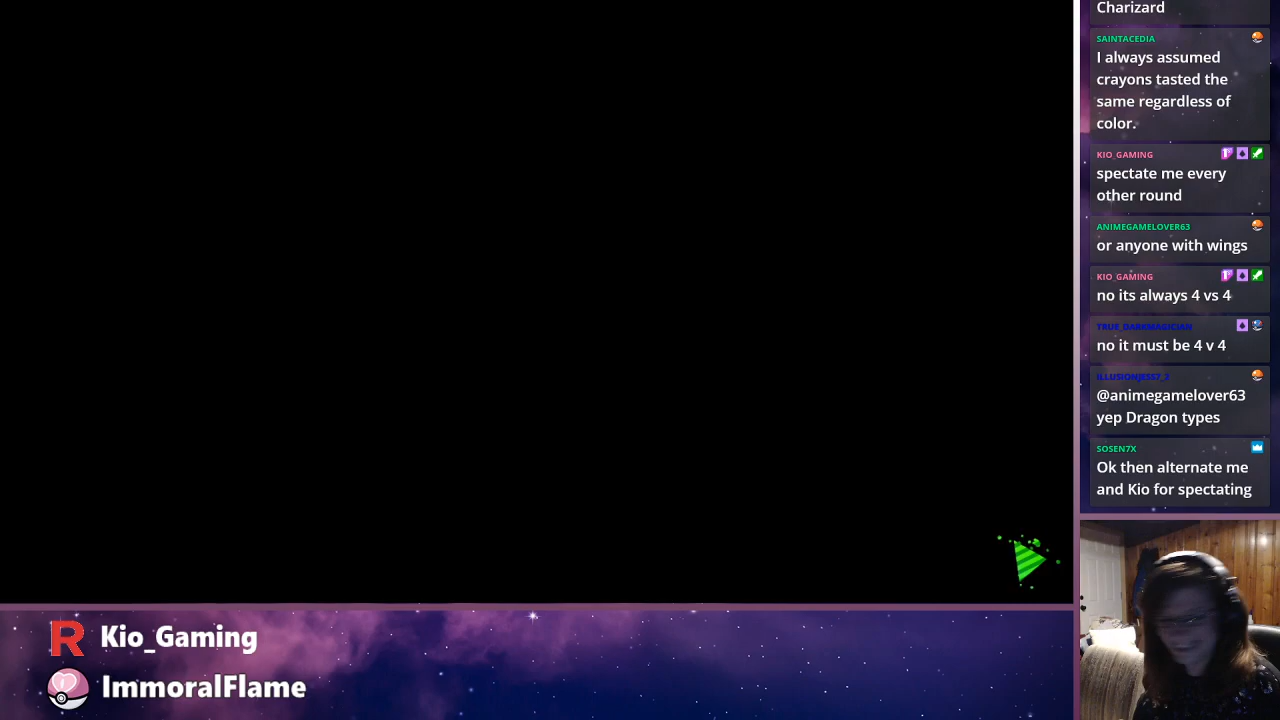 Charizard
SAINTACEDIA
I always assumed
crayons tasted the
same regardless of
color.
KIO_GAMING
spectate me every
other round
ANIMEGAMELOVER63
or anyone with wings
KIO_GAMING
no its always 4 vs 4
TRUE_DARKMAGICIAN
no it must be 4 v 4
ILLUSIONJESS7_3
@animegamelover63
yep Dragon types
SOSEN7X
Ok then alternate me
and Kio for spectating
R Kio_Gaming
ImmoralFlame